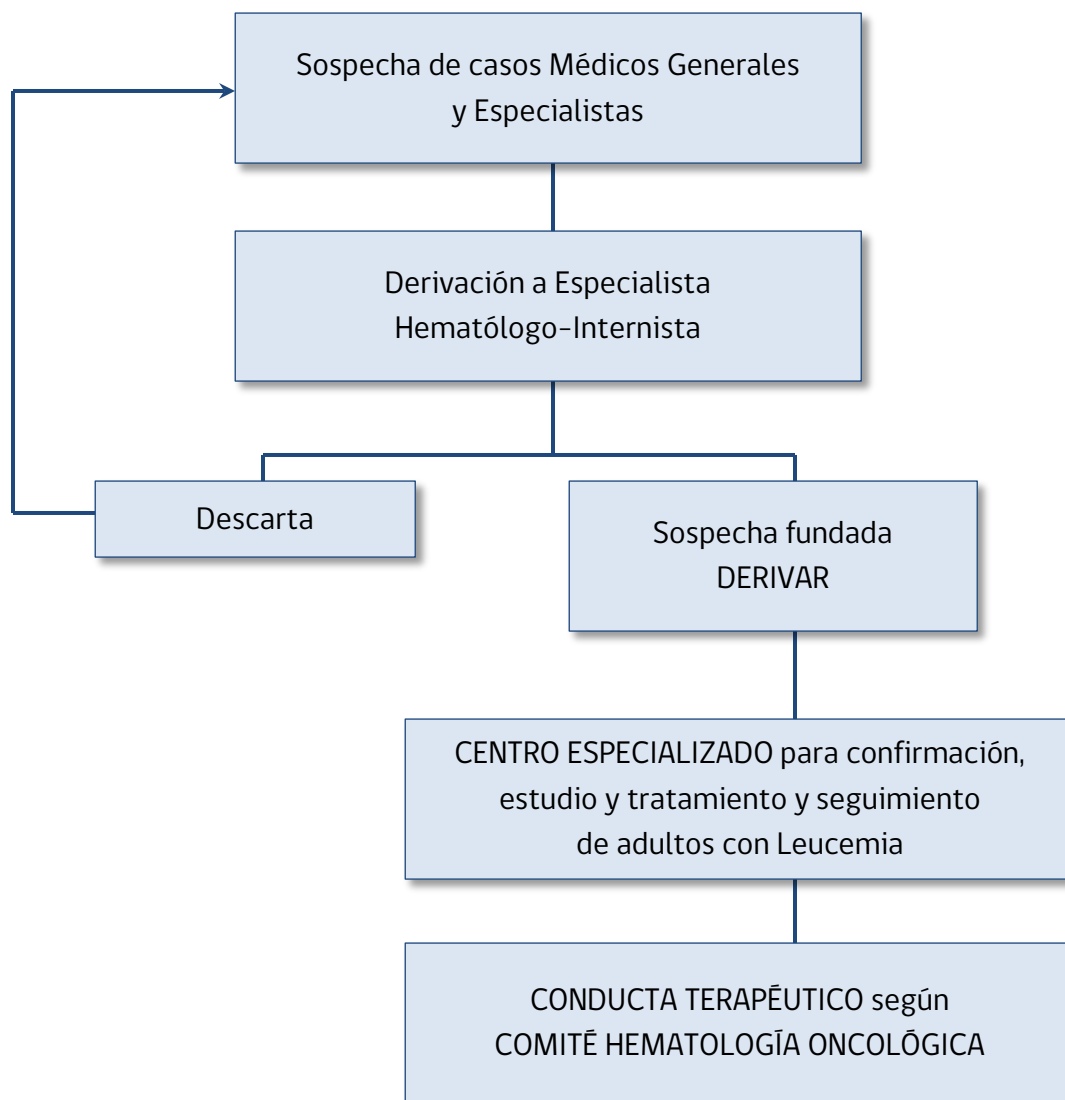 Sospecha de casos Médicos Generales
y Especialistas
Derivación a Especialista
Hematólogo-Internista
Descarta
Sospecha fundada
DERIVAR
CENTRO ESPECIALIZADO para confirmación,
estudio y tratamiento y seguimiento
de adultos con Leucemia
CONDUCTA TERAPÉUTICO según
COMITÉ HEMATOLOGÍA ONCOLÓGICA